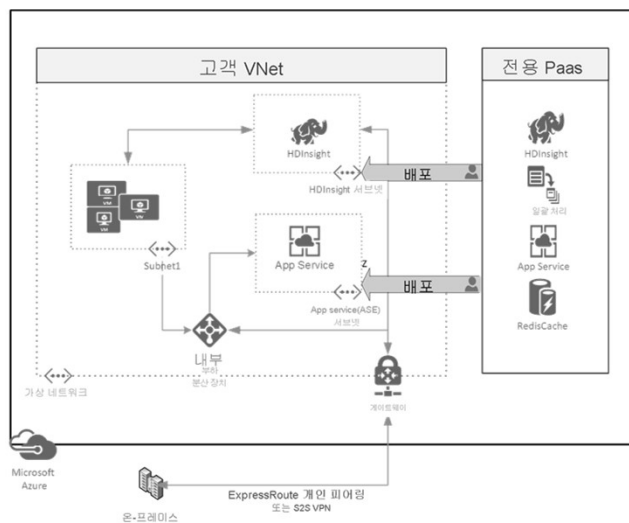 고객 VNet
전용 Paas
HDInsight
HDInsight 서브넷
배포
VM
VM
VM
Subnet1
App Service
z
App service(ASE)
서브넷
배포
내부
부하
분산 장치
가상 네트워크
게이트웨이
HDInsight
일괄 처리
App Service
RedisCache
Microsoft
Azure
온-프레미스
ExpressRoute 개인 피어링
또는 S2S VPN